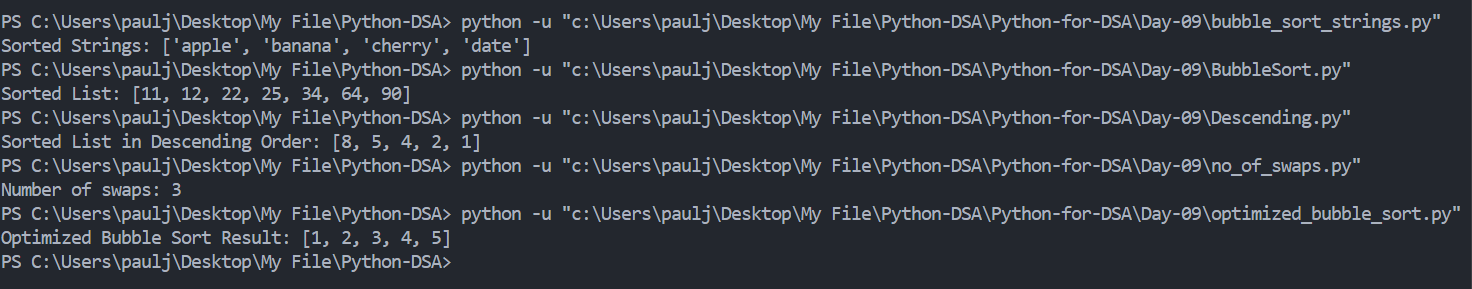 PS C:\Users\paulj\Desktop\My File\Python-DSA> python -u "c:\Users\paulj\Desktop\My File\Python-DSA\Python-for-DSA\Day-09\bubble_sort_strings.py"
Sorted Strings: ['apple', 'banana', 'cherry', 'date']
PS C:\Users\paulj\Desktop\My File\Python-DSA> python -u "c:\Users\paulj\Desktop\My File\Python-DSA\Python-for-DSA\Day-09\BubbleSort.py"
Sorted List: [11, 12, 22, 25, 34, 64, 90]
PS C:\Users\paulj\Desktop\My File\Python-DSA> python -u "c:\Users\paulj\Desktop\My File\Python-DSA\Python-for-DSA\Day-09\Descending.py"
Sorted List in Descending Order: [8, 5, 4, 2, 1]
PS C:\Users\paulj\Desktop\My File\Python-DSA> python -u "c:\Users\paulj\Desktop\My File\Python-DSA\Python-for-DSA\Day-09\no_of_swaps.py"
Number of swaps: 3
PS C:\Users\paulj\Desktop\My File\Python-DSA> python -u "c:\Users\paulj\Desktop\My File\Python-DSA\Python-for-DSA\Day-09\optimized_bubble_sort.py"
Optimized Bubble Sort Result: [1, 2, 3, 4, 5]
PS C:\Users\paulj\Desktop\My File\Python-DSA>